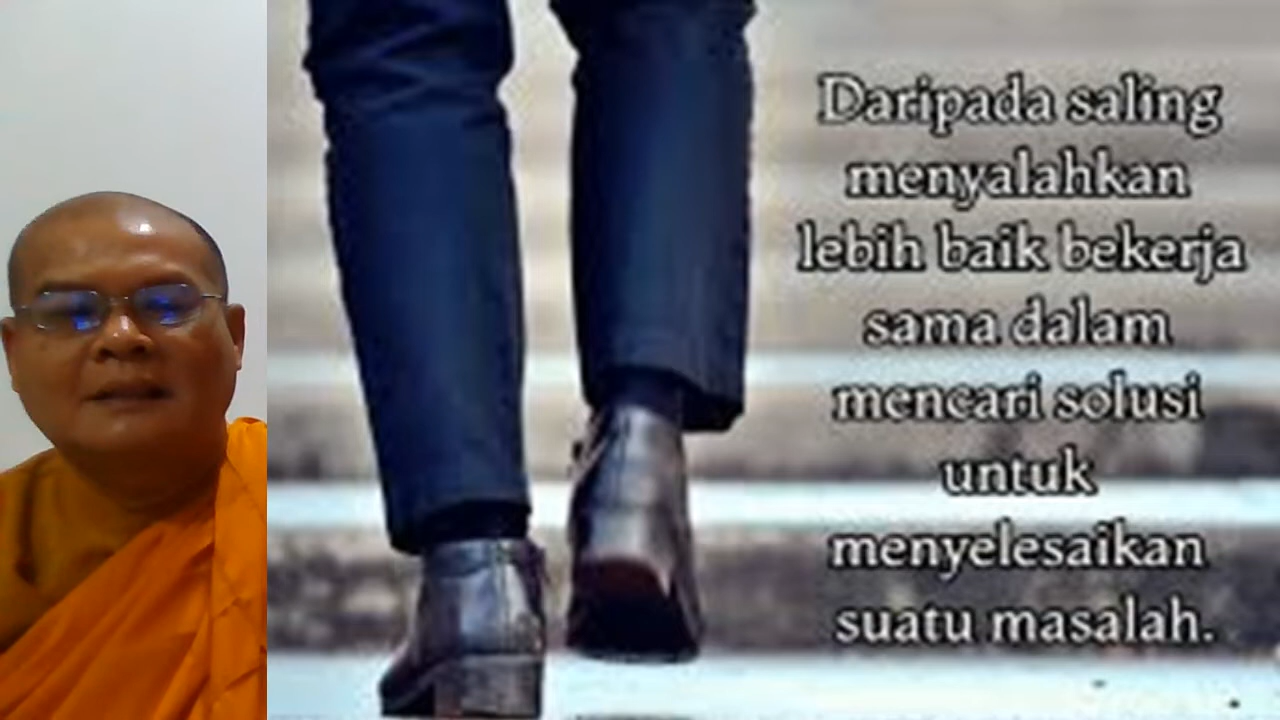 Daripada saling
menyalahkan
lebih baik bekerja
sama dalam
mencari solusi
untuk
menyelesaikan
suatu masalah.